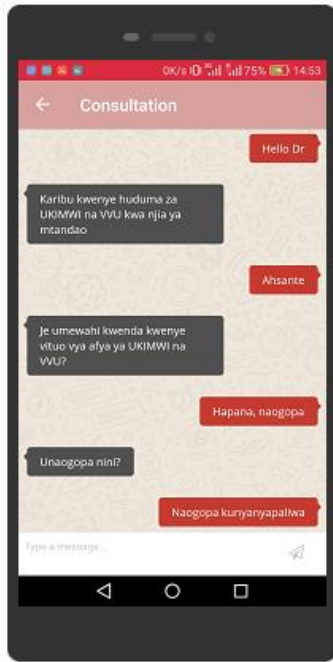 0K/s 75% 14:53
Consultation
Hello Dr
Karibu kwenye huduma za
UKIMWI na VVU kwa njia ya
mtandao
Ahsante
Je umewahi kwenda kwenye
vituo vya afya ya UKIMWI na
VVU?
Hapana, naogopa
Unaogopa nini?
Naogopa kunyanyapaliwa
Type a message...